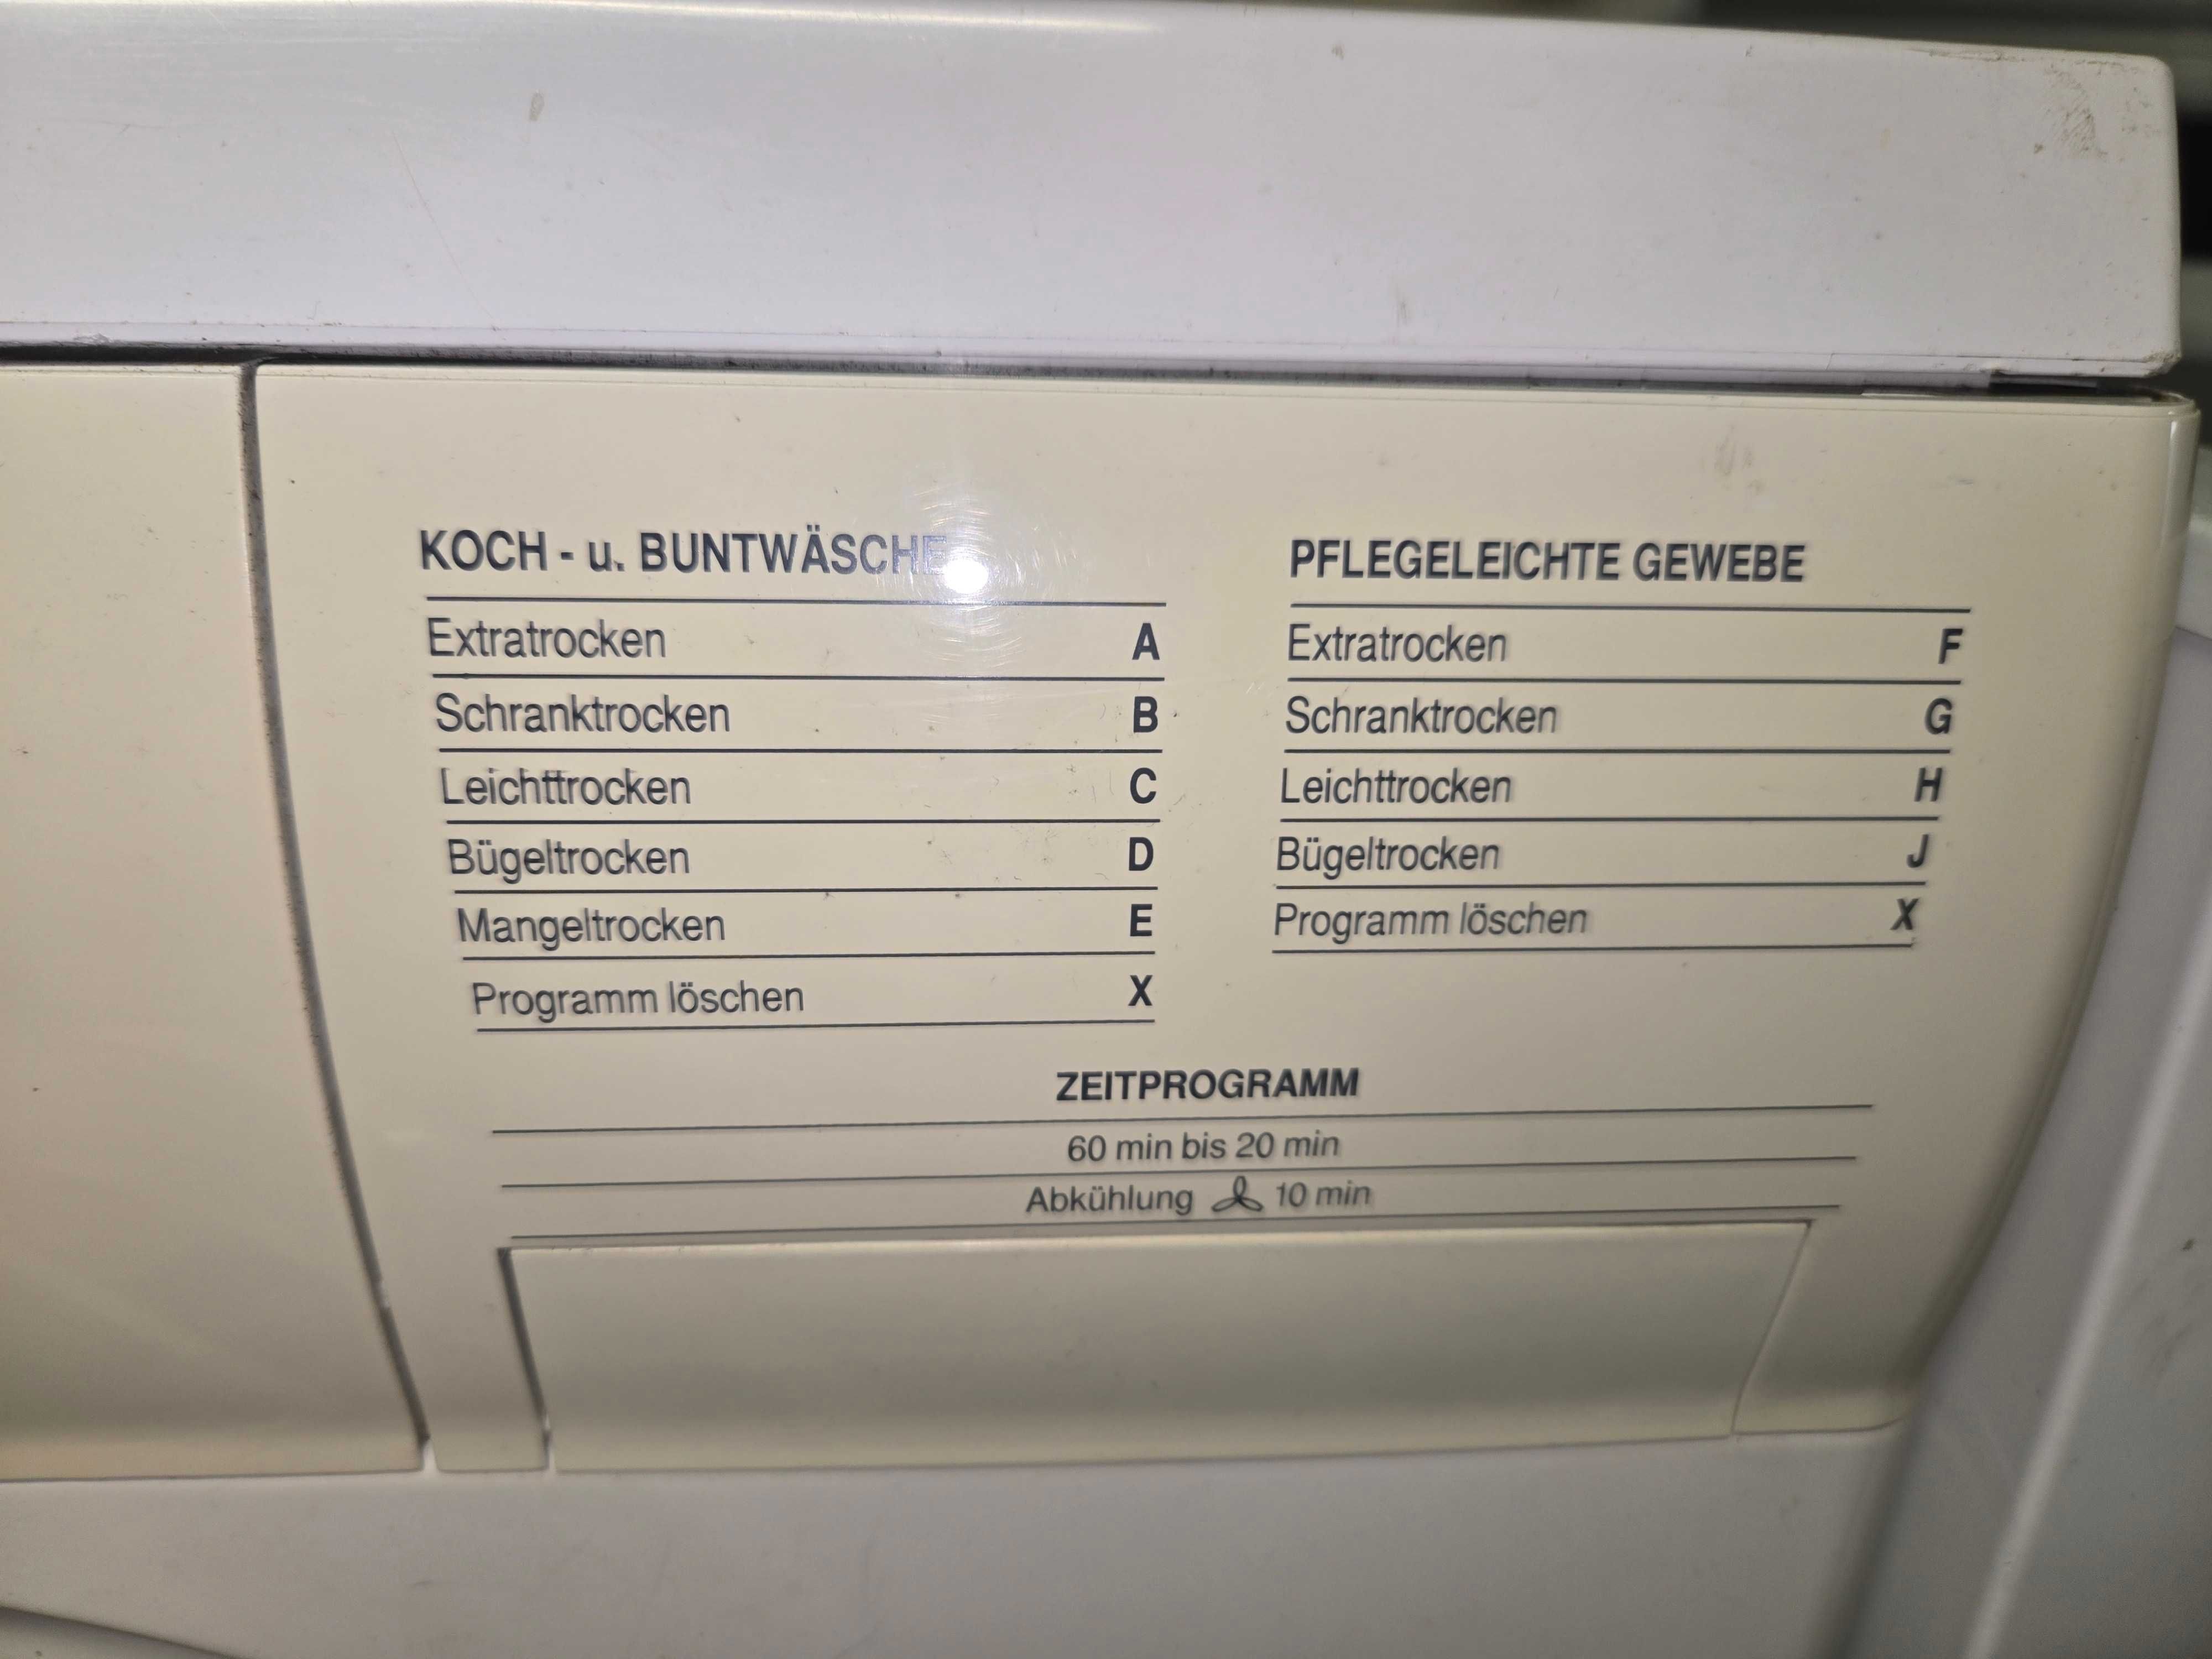 KOCH - u. BUNTWÄSCHE
Extratrocken A
Schranktrocken B
Leichttrocken C
Bügeltrocken D
Mangeltrocken E
Programm löschen X
PFLEGELEICHTE GEWEBE
Extratrocken F
Schranktrocken G
Leichttrocken H
Bügeltrocken J
Programm löschen X
ZEITPROGRAMM
60 min bis 20 min
Abkühlung 10 min